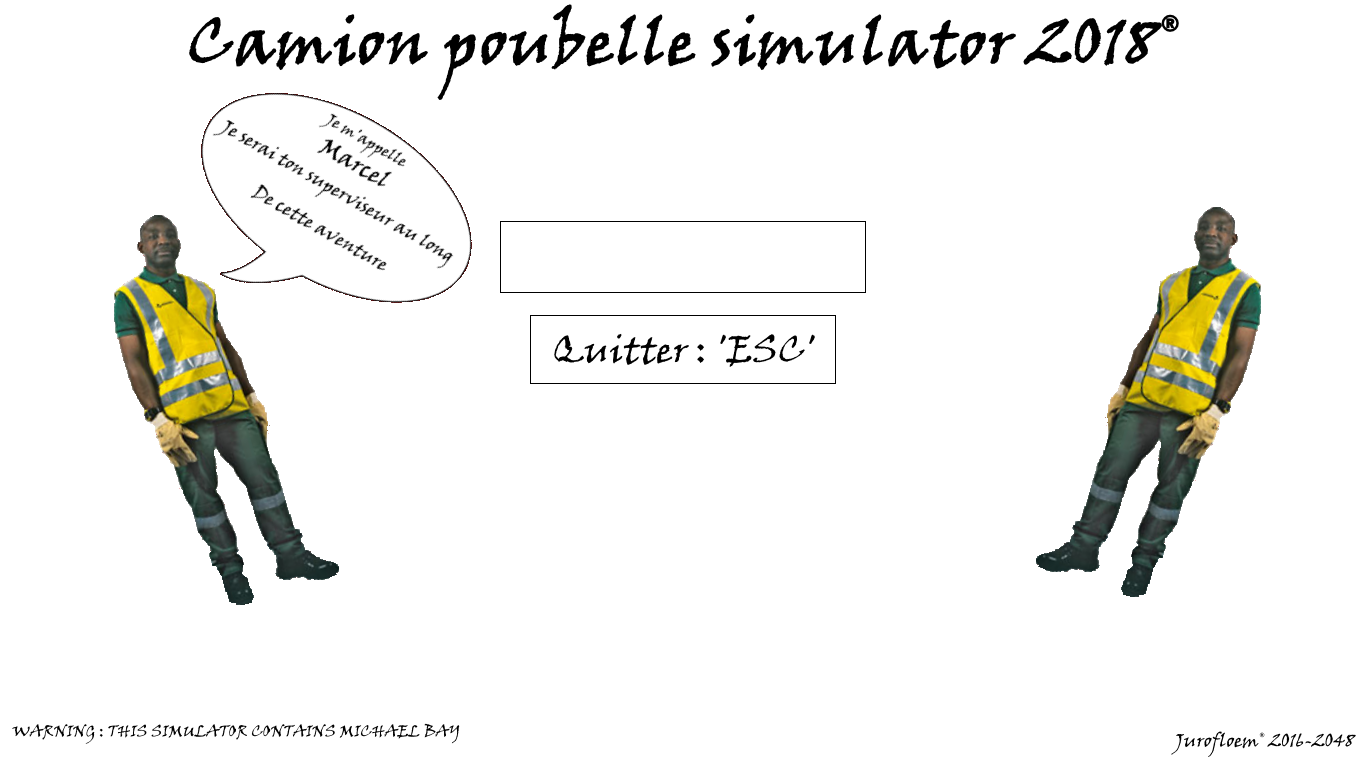 Camion poubelle simulator 2018®
Je m'appelle
Marcel
Je serai ton superviseur au long
De cette aventure
Quitter : 'ESC'
WARNING : THIS SIMULATOR CONTAINS MICHAEL BAY
Jurofloem® 2016-2048